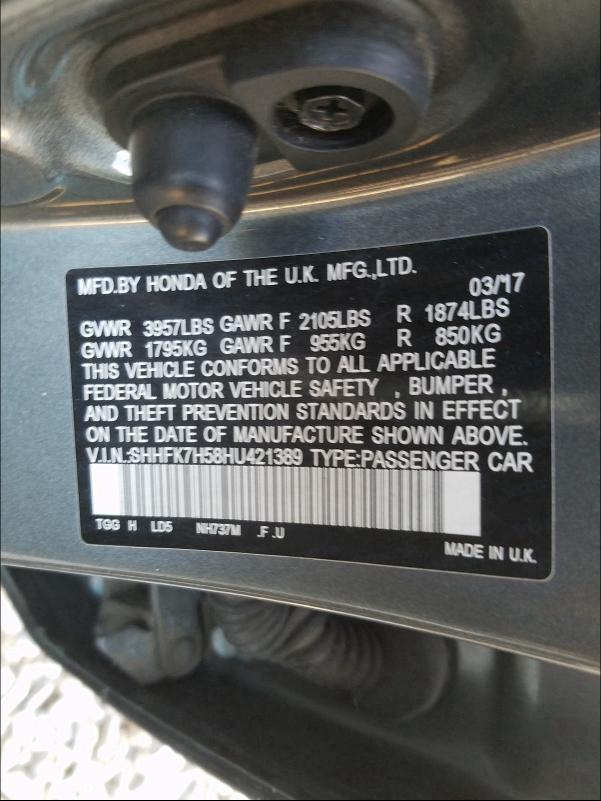 MFD.BY HONDA OF THE U.K. MFG.,LTD. 03/'17
GVWR 3957LBS GAWR F 2105LBS R 1874LBS
GVWR 1795KG GAWR F 955KG R 850KG
THIS VEHICLE CONFORMS TO ALL APPLICABLE
FEDERAL MOTOR VEHICLE SAFETY , BUMPER ,
AND THEFT PREVENTION STANDARDS IN EFFECT
ON THE DATE OF MANUFACTURE SHOWN ABOVE.
V.I.N.:SHHFK7H58HU421389 TYPE:PASSENGER CAR
TGG H LD5 NH737M .F .U
MADE IN U.K.